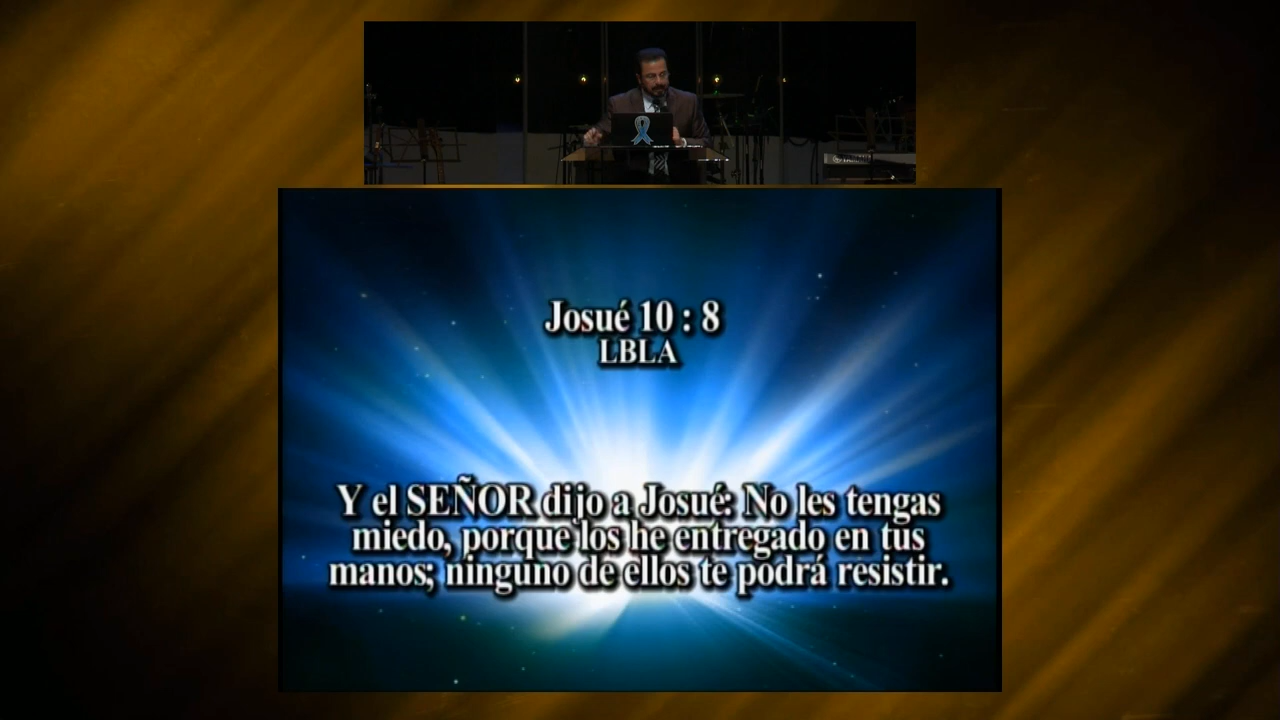 Josué 10 : 8
LBLA
Y el SEÑOR dijo a Josué: No les tengas
miedo, porque los he entregado en tus
manos; ninguno de ellos te podrá resistir.